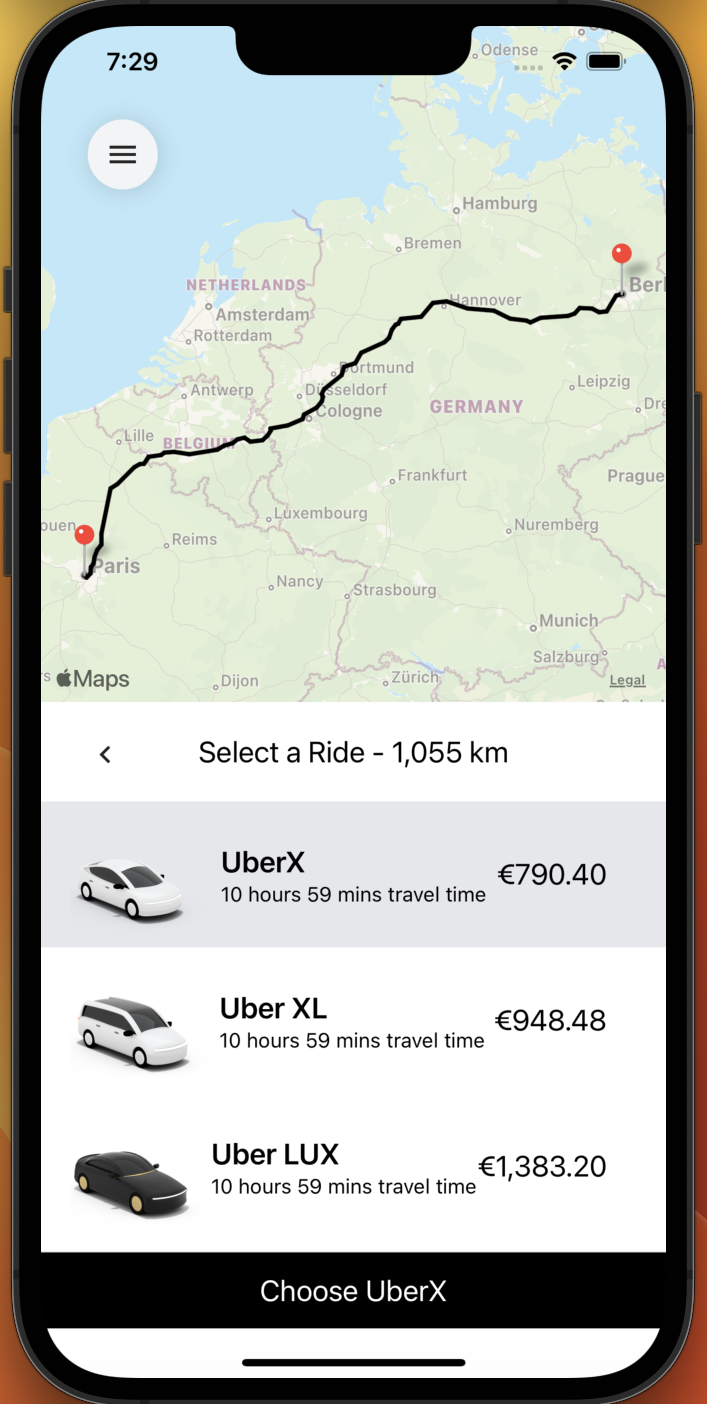 7:29
Odense
Hamburg
Bremen
NETHERLANDS
Berl
Hannover
Amsterdam
Rotterdam
Dortmund
Leipzig
Antwerp
Düsseldorf
GERMANY
Dre
Cologne
Lille
BELGIUM
Frankfurt
Prague
Luxembourg
ouen
Nuremberg
Reims
Paris
Nancy
Strasbourg
Munich
Salzburg
A
s
Maps
Dijon
Zürich
Legal
Select a Ride - 1,055 km
UberX
10 hours 59 mins travel time
€790.40
Uber XL
10 hours 59 mins travel time
€948.48
Uber LUX
10 hours 59 mins travel time
€1,383.20
Choose UberX